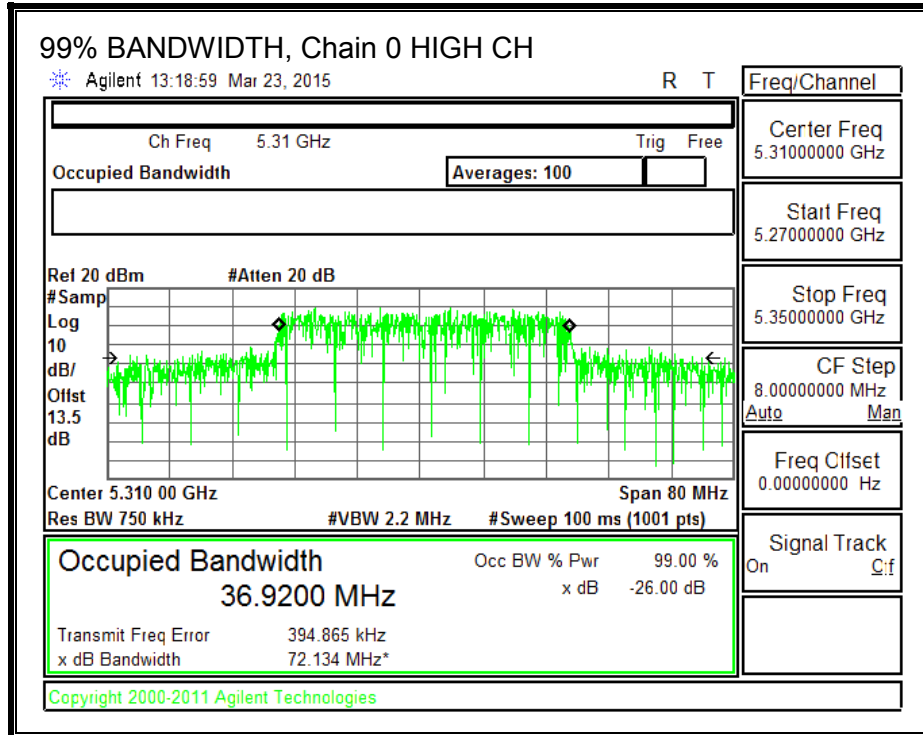 99% BANDWIDTH, Chain 0 HIGH CH
Agilent 13:18:59 Mar 23, 2015 R T
Freq/Channel
Ch Freq 5.31 GHz Trig Free
Occupied Bandwidth Averages: 100
Center Freq
5.31000000 GHz
Start Freq
5.27000000 GHz
Stop Freq
5.35000000 GHz
CF Step
8.00000000 MHz
Auto Man
Freq Offset
0.00000000 Hz
Signal Track
On Off
Ref 20 dBm #Atten 20 dB
#Samp
Log
10
dB/
Offst
13.5
dB
Center 5.310 00 GHz Span 80 MHz
Res BW 750 kHz #VBW 2.2 MHz #Sweep 100 ms (1001 pts)
Occupied Bandwidth Occ BW % Pwr 99.00 %
36.9200 MHz x dB -26.00 dB
Transmit Freq Error 394.865 kHz
x dB Bandwidth 72.134 MHz*
Copyright 2000-2011 Agilent Technologies